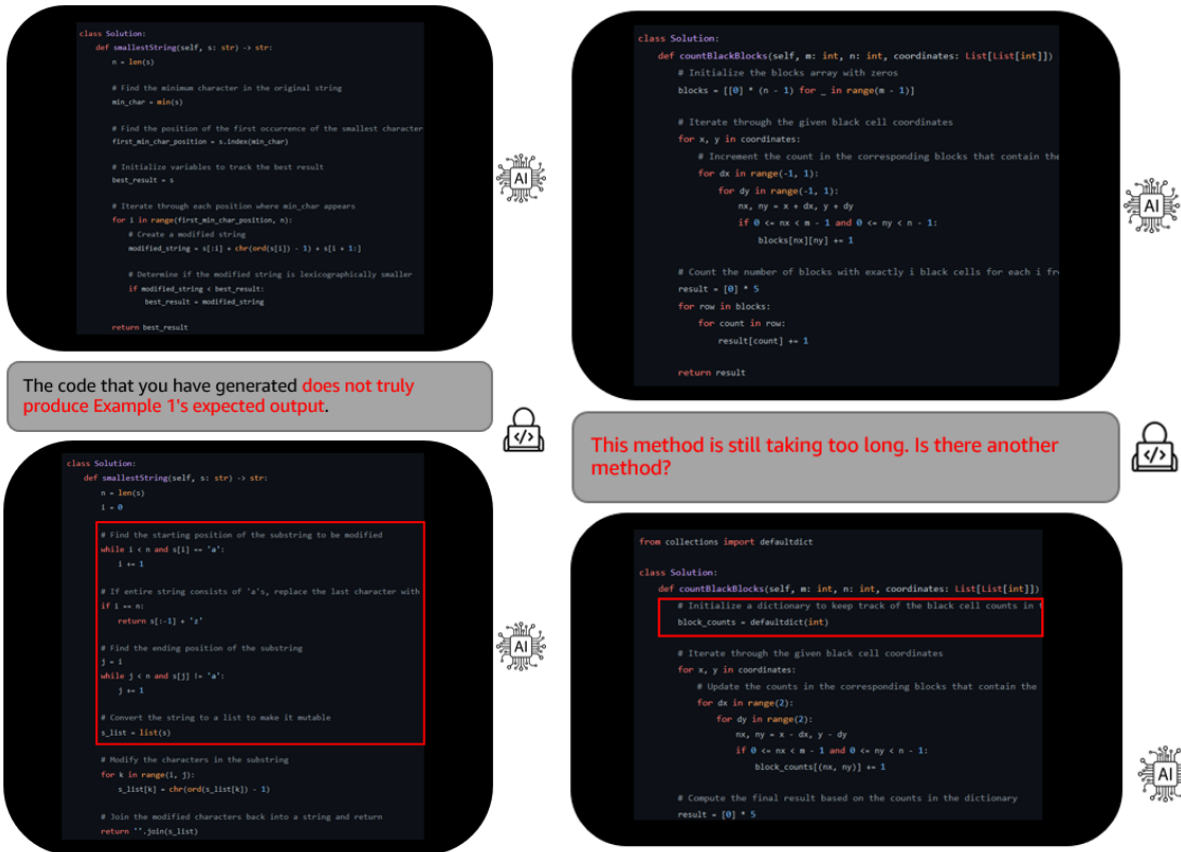 class Solution:
def smallestString(self, s: str) -> str:
n = len(s)
# Find the minimum character in the original string
min_char = min(s)
# Find the position of the first occurrence of the smallest character
first_min_char_position = s.index(min_char)
# Initialize variables to track the best result
best_result = s
# Iterate through each position where min_char appears
for i in range(first_min_char_position, n):
# Create a modified string
modified_string = s[:i] + chr(ord(s[i]) - 1) + s[i + 1:]
# Determine if the modified string is lexicographically smaller
if modified_string < best_result:
best_result = modified_string
return best_result
AI
The code that you have generated does not truly
produce Example 1's expected output.
</>
class Solution:
def smallestString(self, s: str) -> str:
n = len(s)
i = 0
# Find the starting position of the substring to be modified
while i < n and s[i] == 'a':
i += 1
# If entire string consists of 'a's, replace the last character with
if i == n:
return s[:-1] + 'z'
# Find the ending position of the substring
j = i
while j < n and s[j] != 'a':
j += 1
# Convert the string to a list to make it mutable
s_list = list(s)
# Modify the characters in the substring
for k in range(i, j):
s_list[k] = chr(ord(s_list[k]) - 1)
# Join the modified characters back into a string and return
return ''.join(s_list)
AI
class Solution:
def countBlackBlocks(self, m: int, n: int, coordinates: List[List[int]])
# Initialize the blocks array with zeros
blocks = [[0] * (n - 1) for _ in range(m - 1)]
# Iterate through the given black cell coordinates
for x, y in coordinates:
# Increment the count in the corresponding blocks that contain the
for dx in range(-1, 1):
for dy in range(-1, 1):
nx, ny = x + dx, y + dy
if 0 <= nx < m - 1 and 0 <= ny < n - 1:
blocks[nx][ny] += 1
# Count the number of blocks with exactly i black cells for each i fr
result = [0] * 5
for row in blocks:
for count in row:
result[count] += 1
return result
AI
This method is still taking too long. Is there another
method?
</>
from collections import defaultdict
class Solution:
def countBlackBlocks(self, m: int, n: int, coordinates: List[List[int]])
# Initialize a dictionary to keep track of the black cell counts in
block_counts = defaultdict(int)
# Iterate through the given black cell coordinates
for x, y in coordinates:
# Update the counts in the corresponding blocks that contain the
for dx in range(2):
for dy in range(2):
nx, ny = x - dx, y - dy
if 0 <= nx < m - 1 and 0 <= ny < n - 1:
block_counts[(nx, ny)] += 1
# Compute the final result based on the counts in the dictionary
result = [0] * 5
AI